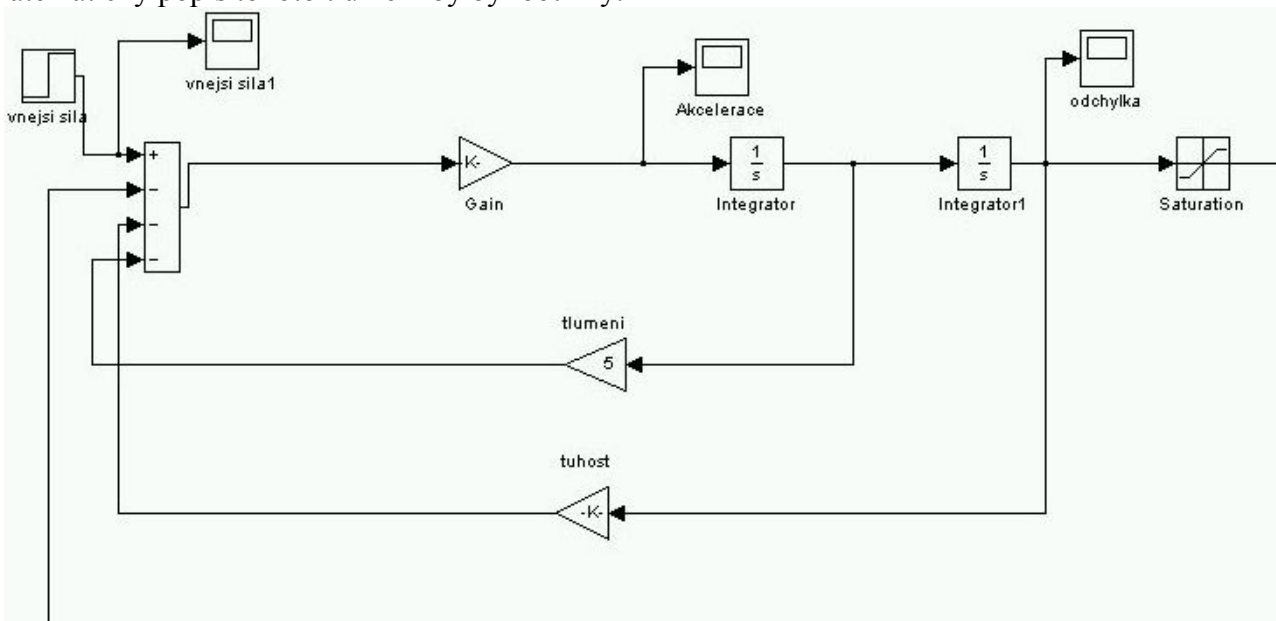 vnejsi sila1
vnejsi sila
Akcelerace
odchylka
+
−
−
−
K-
Gain
1
s
Integrator
1
s
Integrator1
Saturation
tlumeni
5
tuhost
-K-